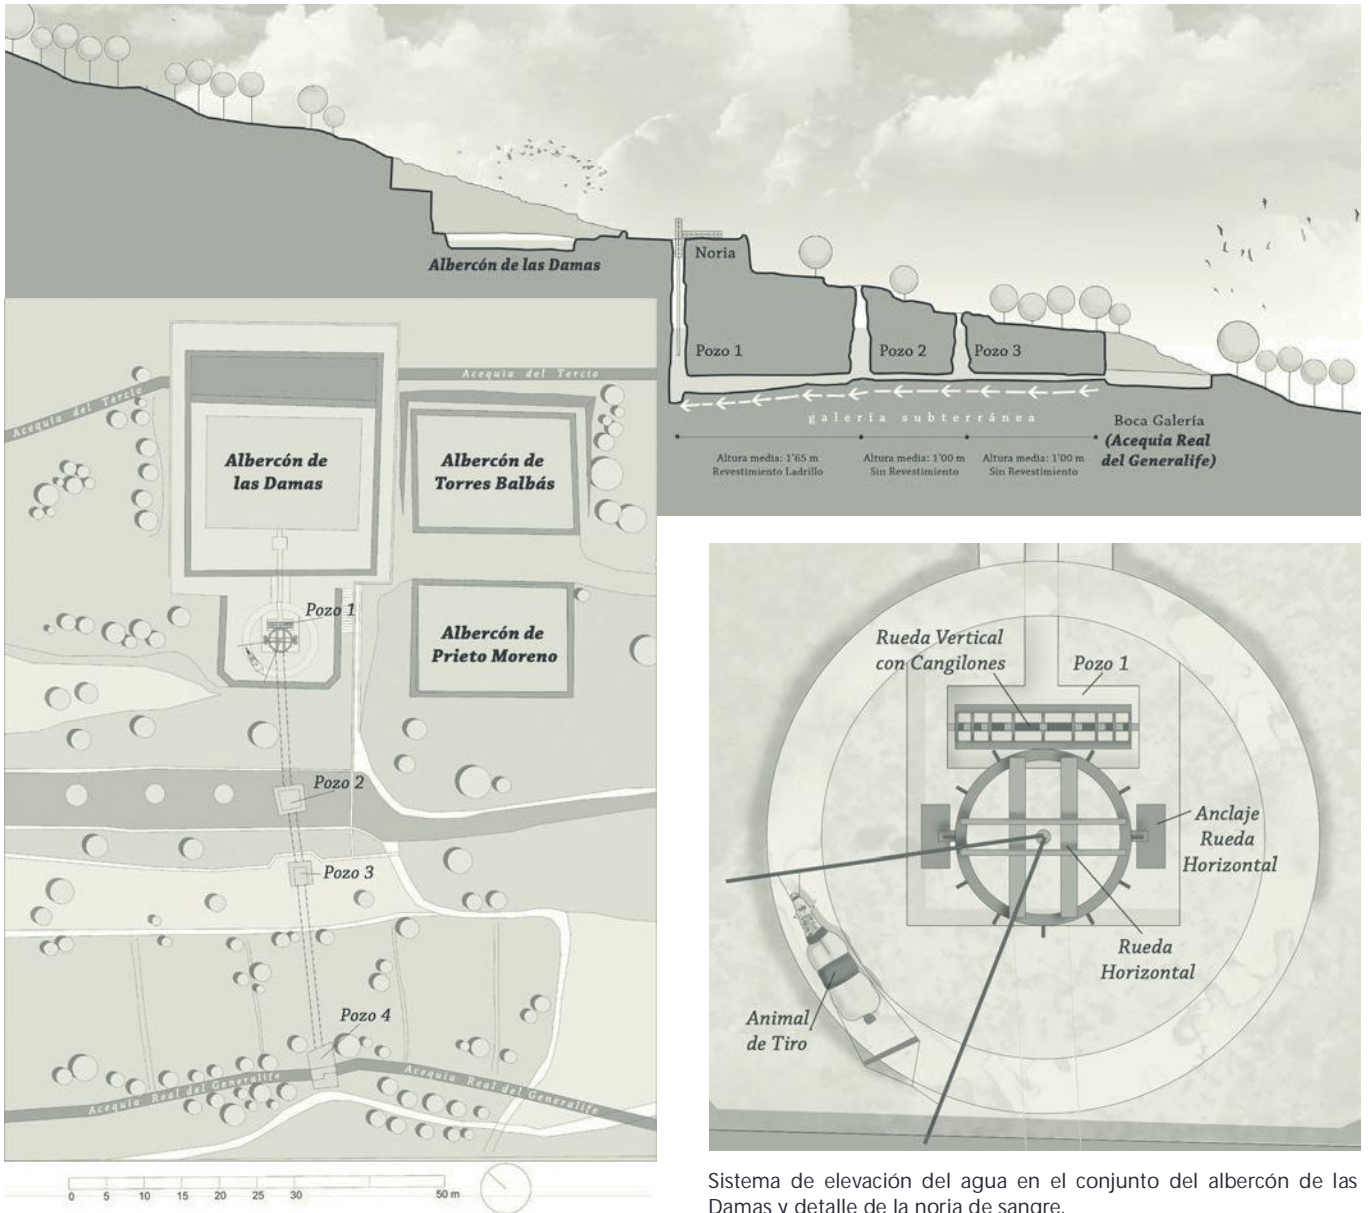 Albercón de las Damas
Noria
Pozo 1
Pozo 2
Pozo 3
galería subterránea
Boca Galería
(Acequia Real
del Generalife)
Altura media: 1'65 m
Revestimiento Ladrillo
Altura media: 1'00 m
Sin Revestimiento
Altura media: 1'00 m
Sin Revestimiento
Acequia del Tercio
Acequia del Tercio
Albercón de
las Damas
Albercón de
Torres Balbás
Pozo 1
Albercón de
Prieto Moreno
Pozo 2
Pozo 3
Pozo 4
Acequia Real del Generalife
Acequia Real del Generalife
0 5 10 15 20 25 30 50 m
Rueda Vertical
con Cangilones
Pozo 1
Anclaje
Rueda
Horizontal
Rueda
Horizontal
Animal
de Tiro
Sistema de elevación del agua en el conjunto del albercón de las
Damas y detalle de la noria de sangre.